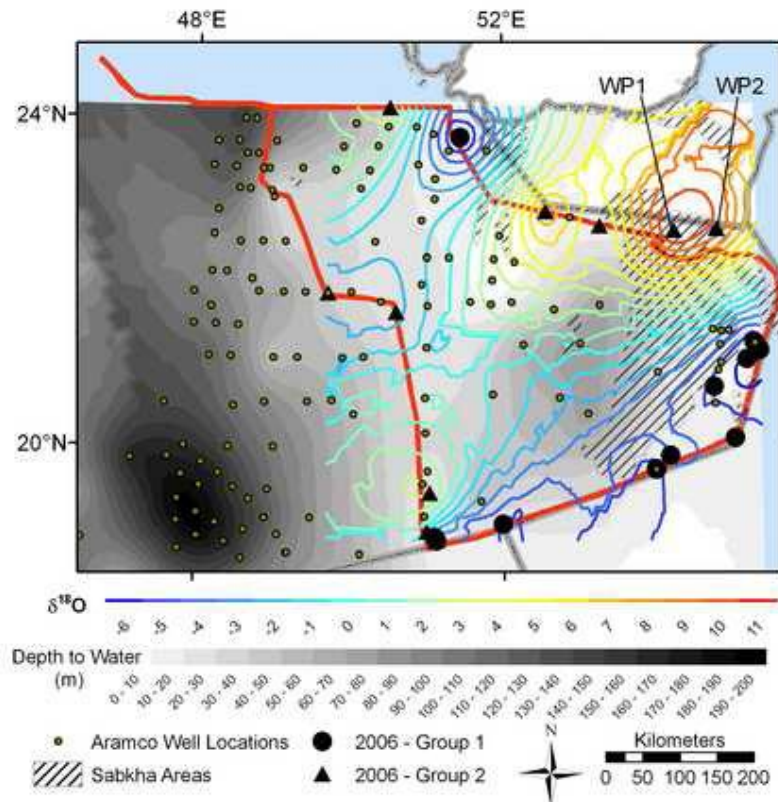 48°E 52°E
WP1 WP2
24°N
20°N
δ¹⁸O
-6 -5 -4 -3 -2 -1 0 1 2 3 4 5 6 7 8 9 10 11
Depth to Water
(m)
0 - 10 10 - 20 20 - 30 30 - 40 40 - 50 50 - 60 60 - 70 70 - 80 80 - 90 90 - 100 100 - 110 110 - 120 120 - 130 130 - 140 140 - 150 150 - 160 160 - 170 170 - 180 180 - 190 190 - 200
Aramco Well Locations 2006 - Group 1 N Kilometers
Sabkha Areas 2006 - Group 2 0 50 100 150 200